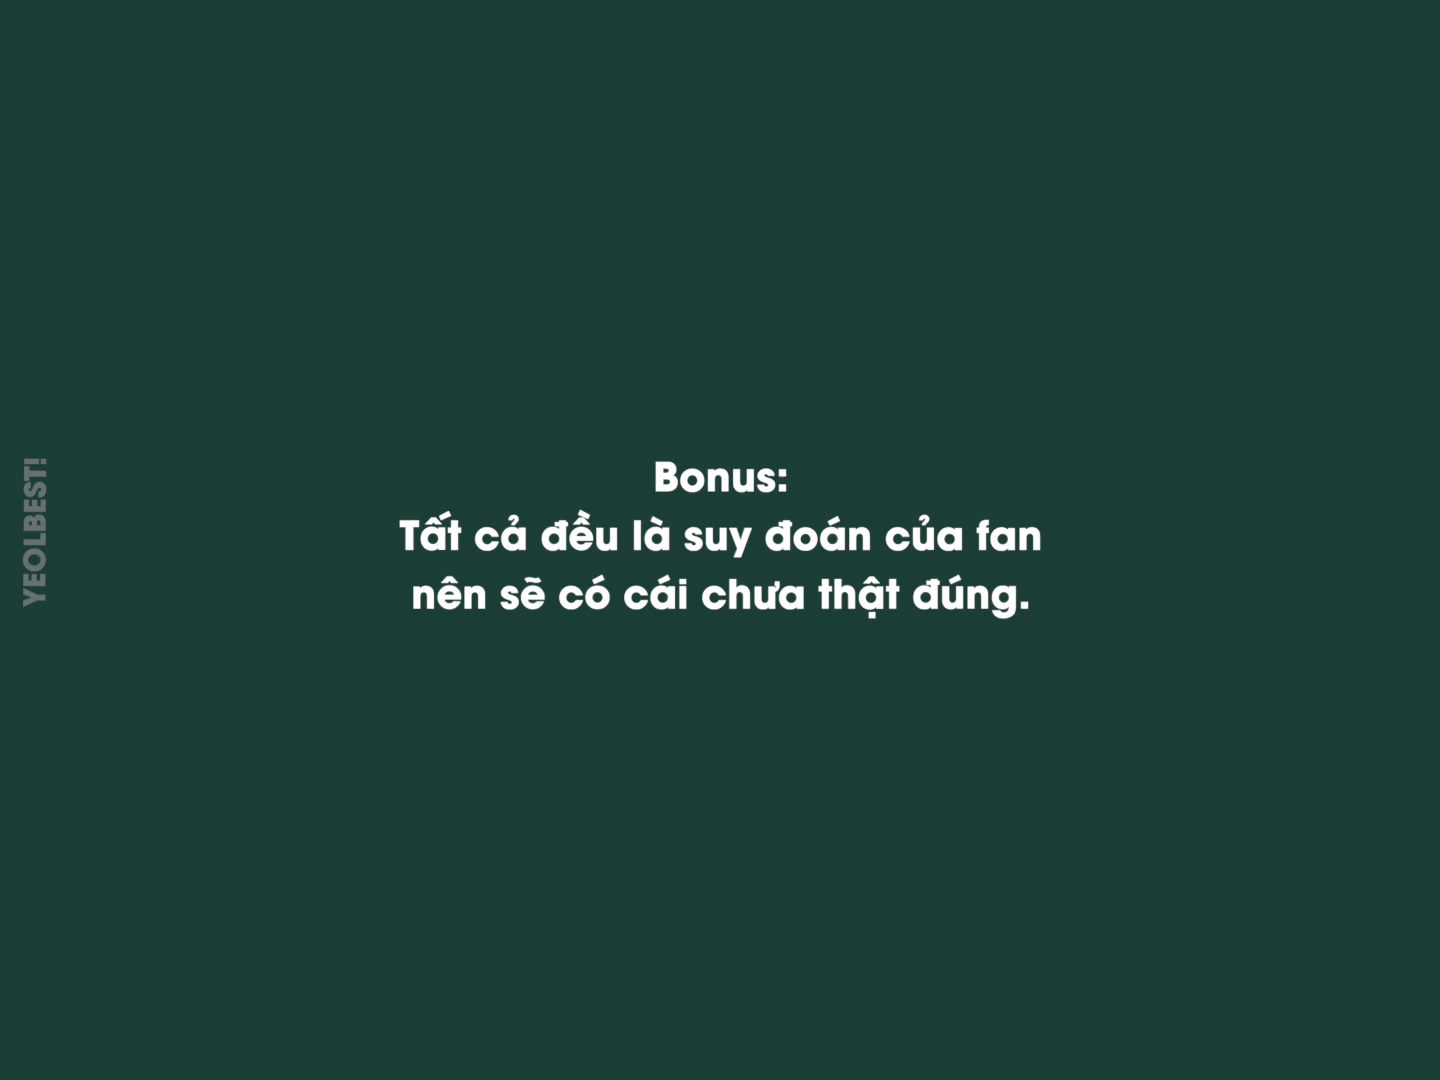 Bonus:
Tất cả đều là suy đoán của fan
nên sẽ có cái chưa thật đúng.
YEOLBEST!